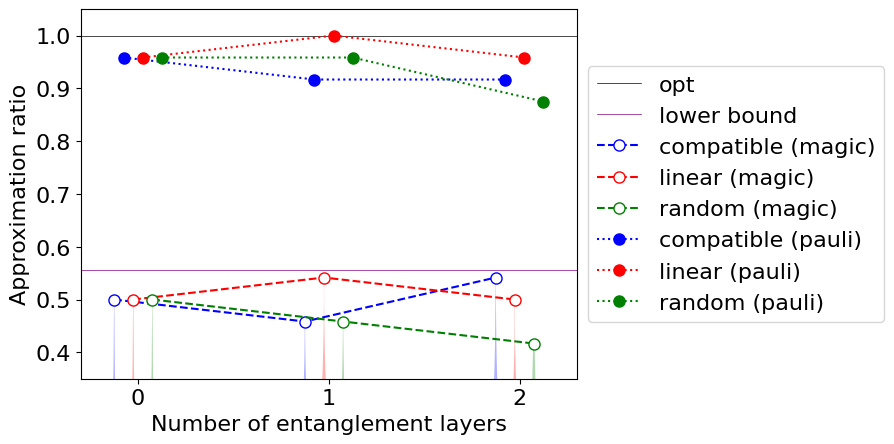 1.0
0.9
0.8
0.7
0.6
0.5
0.4
Approximation ratio
0 1 2
Number of entanglement layers
opt
lower bound
compatible (magic)
linear (magic)
random (magic)
compatible (pauli)
linear (pauli)
random (pauli)